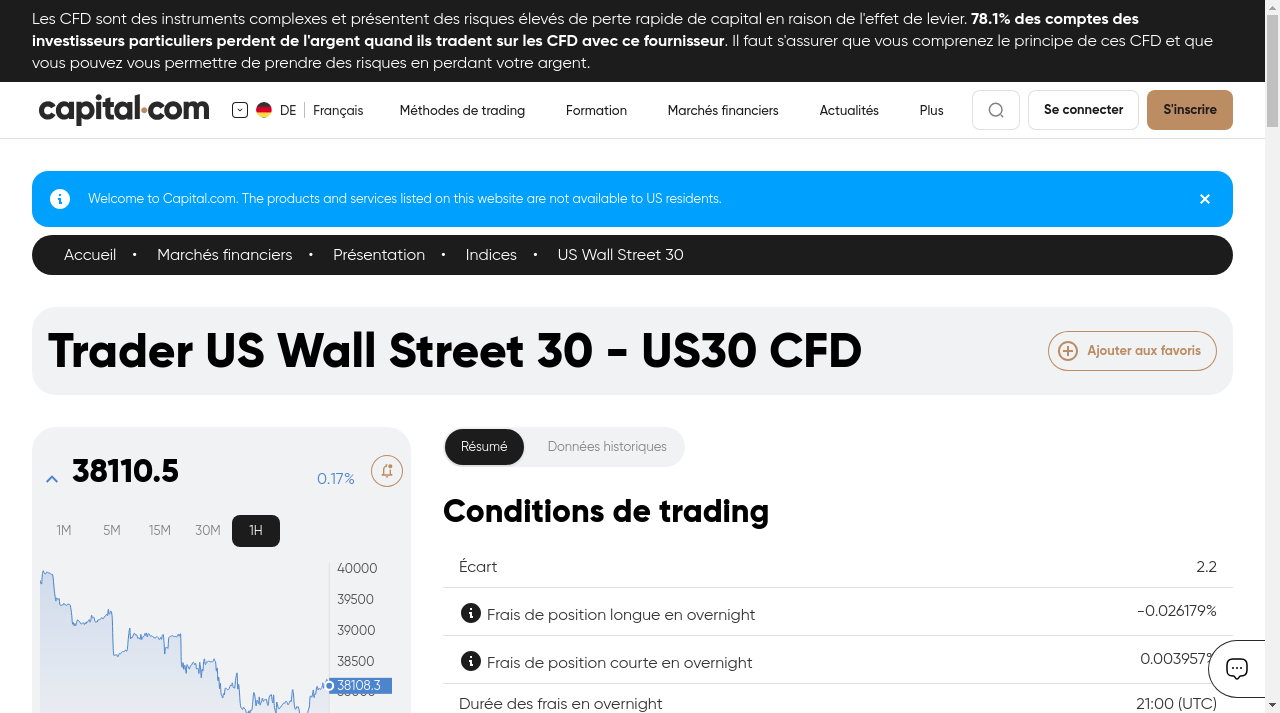 Les CFD sont des instruments complexes et présentent des risques élevés de perte rapide de capital en raison de l'effet de levier. 78.1% des comptes des
investisseurs particuliers perdent de l'argent quand ils tradent sur les CFD avec ce fournisseur. Il faut s'assurer que vous comprenez le principe de ces CFD et que
vous pouvez vous permettre de prendre des risques en perdant votre argent.
capital.com DE Français Méthodes de trading Formation Marchés financiers Actualités Plus Se connecter S'inscrire
Welcome to Capital.com. The products and services listed on this website are not available to US residents.
Accueil • Marchés financiers • Présentation • Indices • US Wall Street 30
Trader US Wall Street 30 - US30 CFD
Ajouter aux favoris
38110.5 0.17%
1M 5M 15M 30M 1H
40000
39500
39000
38500
38108.3
Résumé Données historiques
Conditions de trading
Écart 2.2
Frais de position longue en overnight -0.026179%
Frais de position courte en overnight 0.003957%
Durée des frais en overnight 21:00 (UTC)